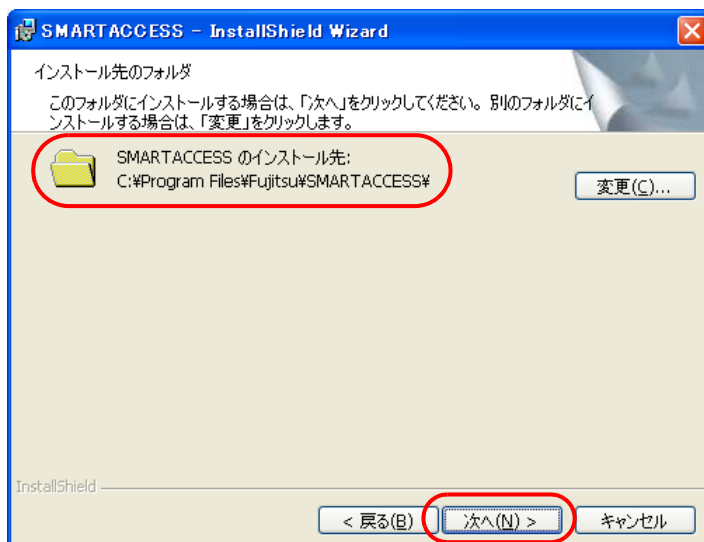 SMARTACCESS - InstallShield Wizard
インストール先のフォルダ
このフォルダにインストールする場合は、「次へ」をクリックしてください。別のフォルダにイ
ンストールする場合は、「変更」をクリックします。
SMARTACCESS のインストール先:
C:¥Program Files¥Fujitsu¥SMARTACCESS¥
変更(C)...
InstallShield
< 戻る(B)
次へ(N) >
キャンセル